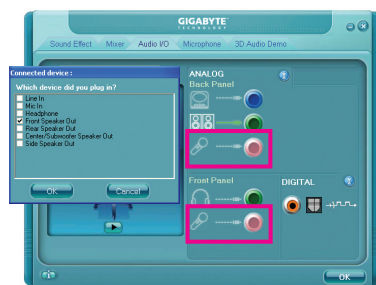 GIGABYTE
TECHNOLOGY
Sound Effect
Mixer
Audio I/O
Microphone
3D Audio Demo
Connected device :
Which device did you plug in?
Line In
Mic In
Headphone
Front Speaker Out
Rear Speaker Out
Center/Subwoofer Speaker Out
Side Speaker Out
OK
Cancel
ANALOG
Back Panel
Front Panel
DIGITAL
OK